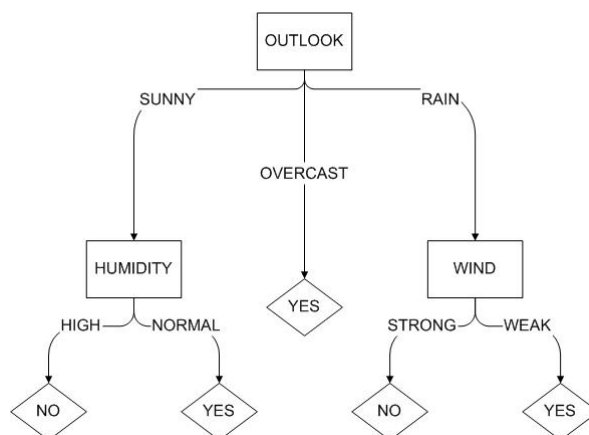 OUTLOOK
SUNNY
RAIN
OVERCAST
HUMIDITY
WIND
YES
HIGH
NORMAL
STRONG
WEAK
NO
YES
NO
YES